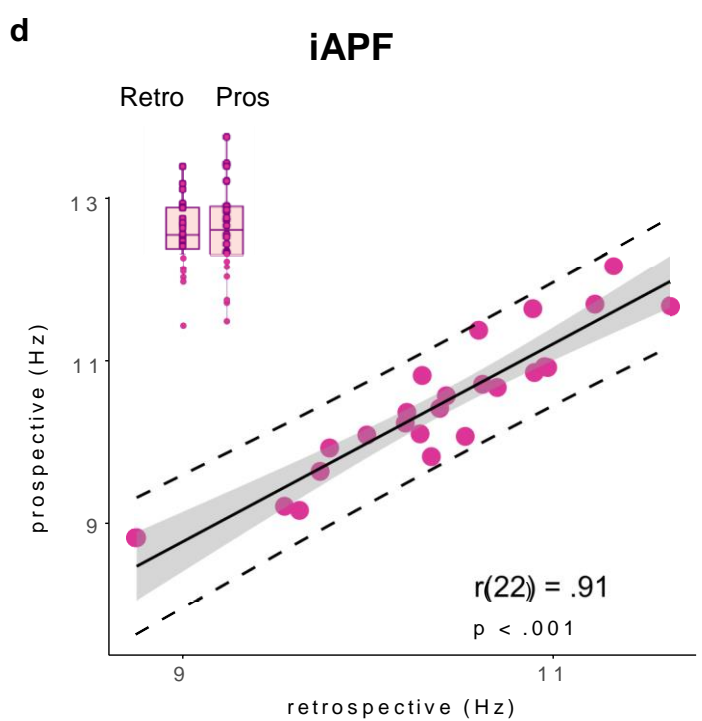 d
iAPF
Retro Pros
13
11
9
prospective (Hz)
r(22) = .91
p < .001
9 11
retrospective (Hz)